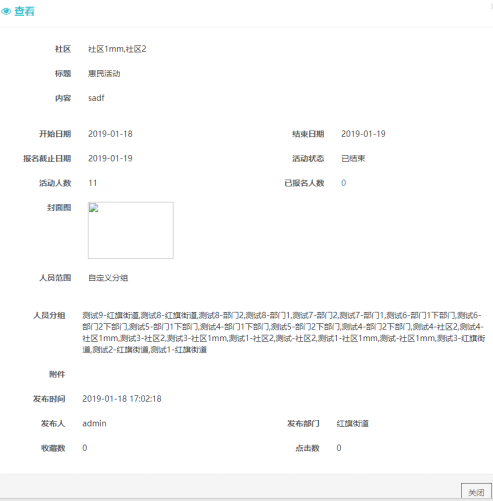 查看
社区 社区1mm,社区2
标题 惠民活动
内容 sadf
开始日期 2019-01-18 结束日期 2019-01-19
报名截止日期 2019-01-19 活动状态 已结束
活动人数 11 已报名人数 0
封面图
人员范围 自定义分组
人员分组 测试9-红旗街道,测试8-红旗街道,测试8-部门2,测试8-部门1,测试7-部门2,测试7-部门1,测试6-部门1下部门,测试6-
部门2下部门,测试5-部门1下部门,测试4-部门1下部门,测试5-部门2下部门,测试4-部门2下部门,测试4-社区2,测试4-
社区1mm,测试3-社区2,测试3-社区1mm,测试1-社区2,测试-社区2,测试1-社区1mm,测试-社区1mm,测试3-红旗街
道,测试2-红旗街道,测试1-红旗街道
附件
发布时间 2019-01-18 17:02:18
发布人 admin 发布部门 红旗街道
收藏数 0 点击数 0
关闭